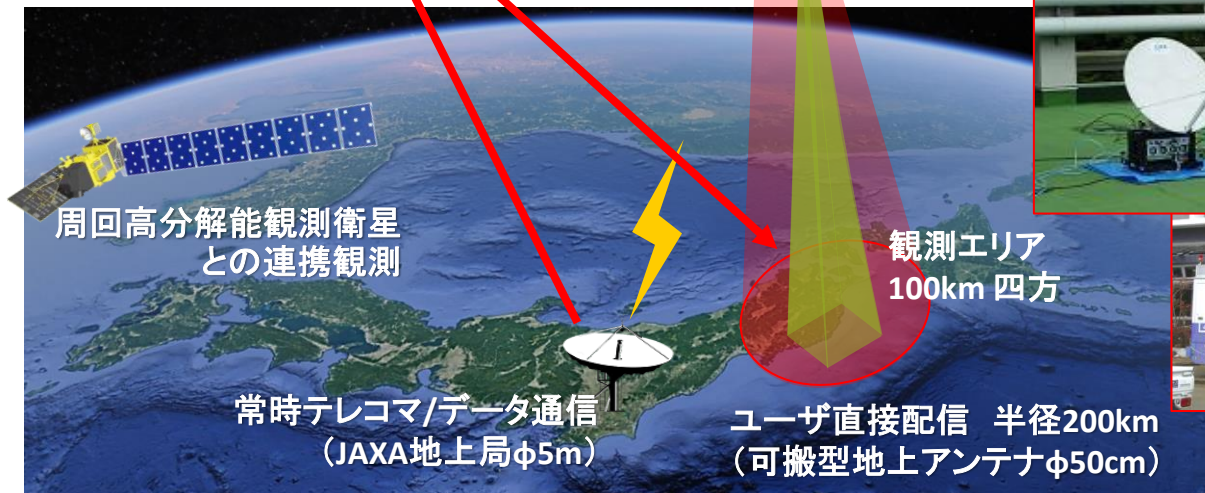 周回高分解能観測衛星
との連携観測
観測エリア
100km 四方
常時テレコマ/データ通信
（JAXA地上局φ5m）
ユーザ直接配信　半径200km
（可搬型地上アンテナφ50cm）